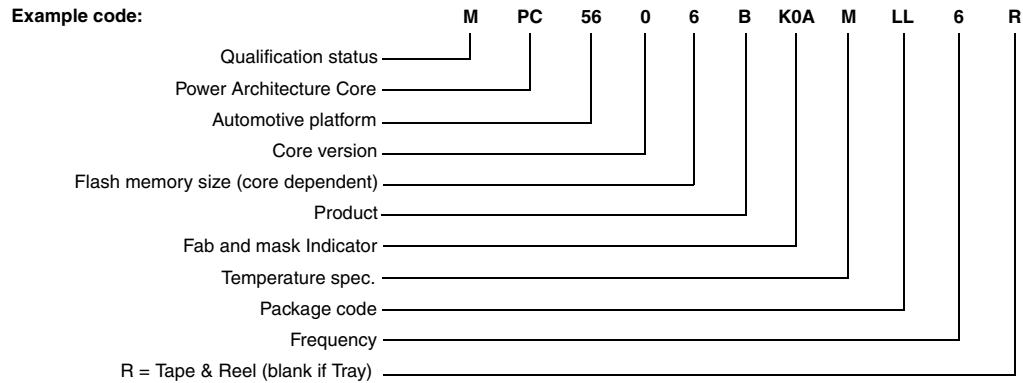 Example code: M PC 56 0 6 B K0A M LL 6 R
Qualification status
Power Architecture Core
Automotive platform
Core version
Flash memory size (core dependent)
Product
Fab and mask Indicator
Temperature spec.
Package code
Frequency
R = Tape & Reel (blank if Tray)